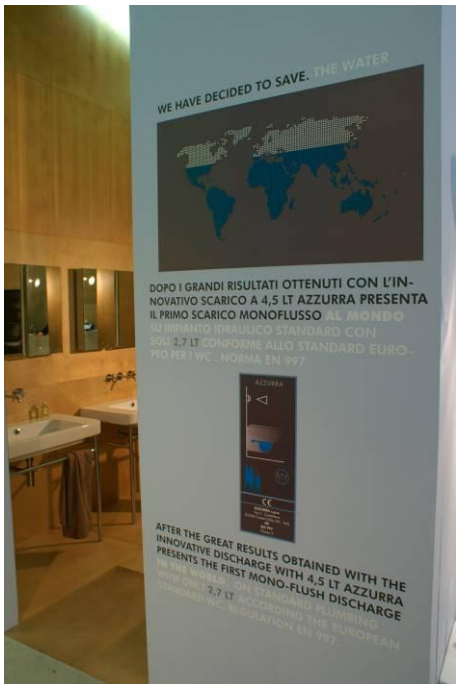 WE HAVE DECIDED TO SAVE. THE WATER
DOPO I GRANDI RISULTATI OTTENUTI CON L'IN-
NOVATIVO SCARICO A 4,5 LT AZZURRA PRESENTA
IL PRIMO SCARICO MONOFLUSSO AL MONDO
SU IMPIANTO IDRAULICO STANDARD CON
SOLI 2,7 LT CONFORME ALLO STANDARD EURO-
PEO PER I WC . NORMA EN 997
AZZURRA
CE
AFTER THE GREAT RESULTS OBTAINED WITH THE
INNOVATIVE DISCHARGE WITH 4,5 LT AZZURRA
PRESENTS THE FIRST MONO-FLUSH DISCHARGE
IN THE WORLD , ON STANDARD PLUMBING
WITH ONLY 2,7 LT ACCORDING THE EUROPEAN
STANDARD WC. REGULATION EN 997.